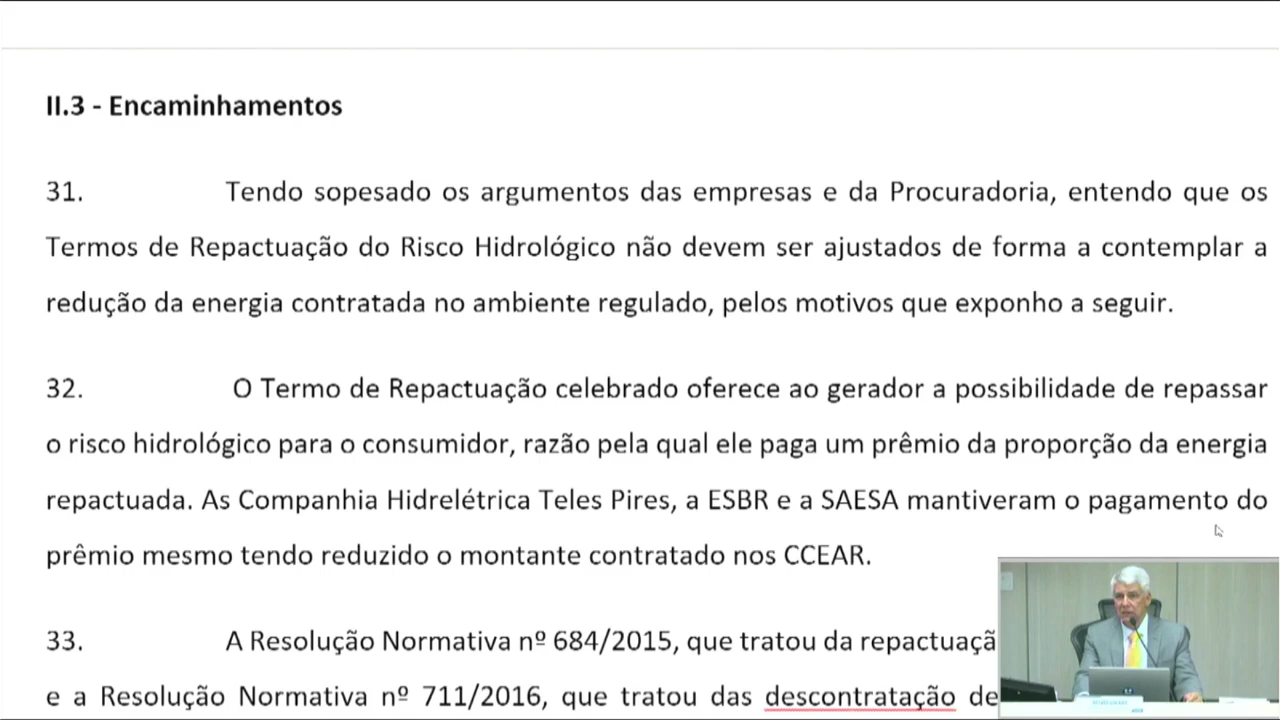 II.3 - Encaminhamentos
31. Tendo sopesado os argumentos das empresas e da Procuradoria, entendo que os
Termos de Repactuação do Risco Hidrológico não devem ser ajustados de forma a contemplar a
redução da energia contratada no ambiente regulado, pelos motivos que exponho a seguir.
32. O Termo de Repactuação celebrado oferece ao gerador a possibilidade de repassar
o risco hidrológico para o consumidor, razão pela qual ele paga um prêmio da proporção da energia
repactuada. As Companhia Hidrelétrica Teles Pires, a ESBR e a SAESA mantiveram o pagamento do
prêmio mesmo tendo reduzido o montante contratado nos CCEAR.
33. A Resolução Normativa nº 684/2015, que tratou da repactuaçã
e a Resolução Normativa nº 711/2016, que tratou das descontratação de